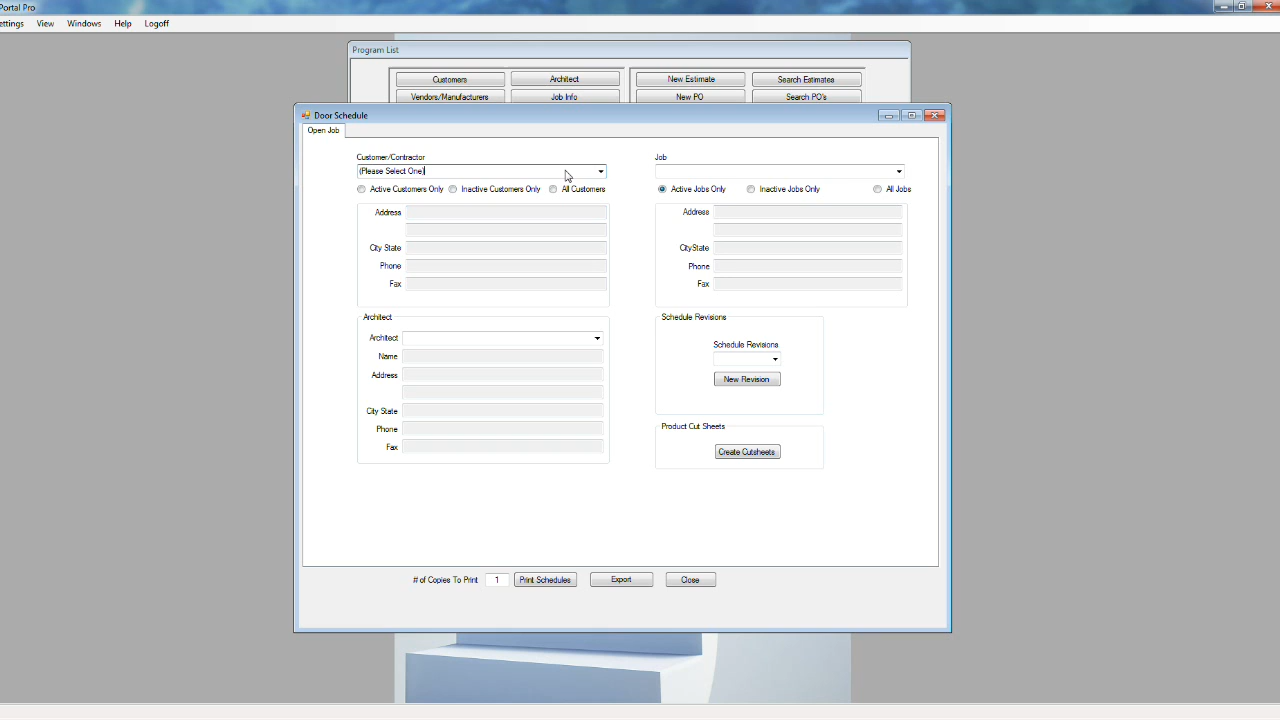 Portal Pro
ettings View Windows Help Logoff
Program List
Customers Architect New Estimate Search Estimates
Vendors/Manufacturers Job Info New PO Search PO's
Door Schedule
Open Job
Customer/Contractor Job
(Please Select One)
Active Customers Only Inactive Customers Only All Customers Active Jobs Only Inactive Jobs Only All Jobs
Address Address
City State CityState
Phone Phone
Fax Fax
Architect Schedule Revisions
Architect Schedule Revisions
Name
Address New Revision
City State
Phone Product Cut Sheets
Fax Create Cutsheets
# of Copies To Print 1 Print Schedules Export Close